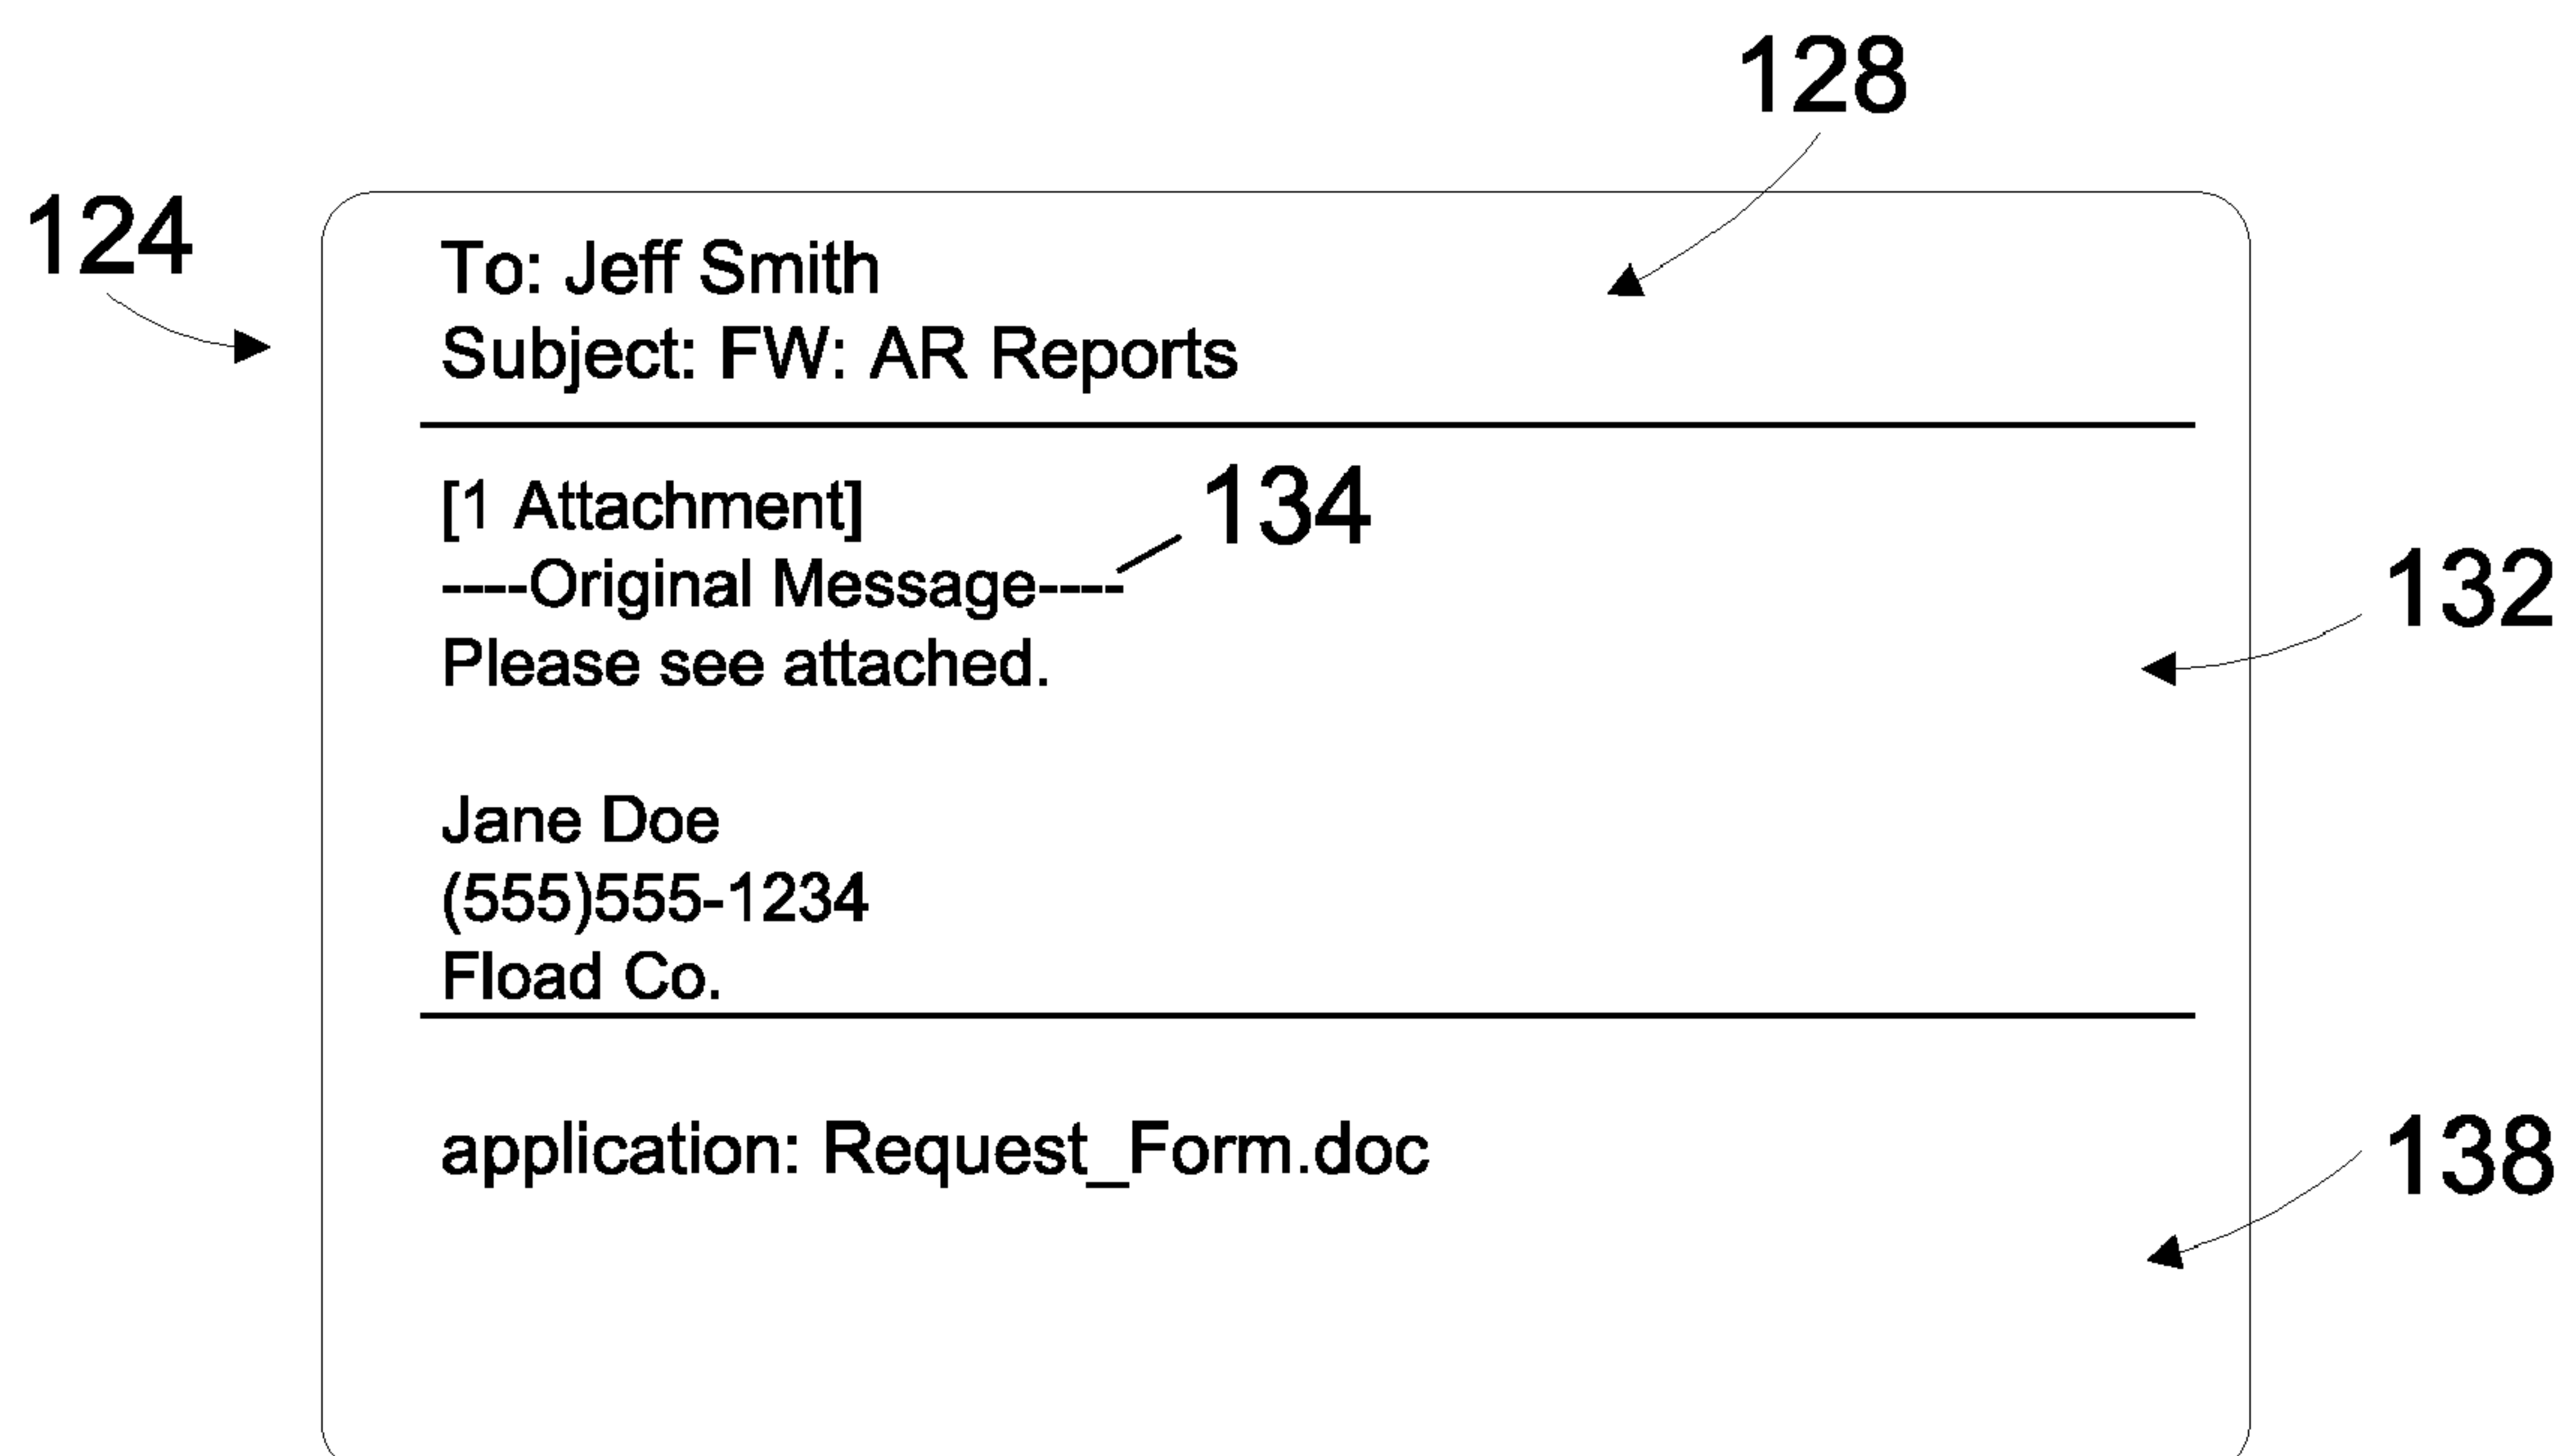 128
124
To: Jeff Smith
Subject: FW: AR Reports
[1 Attachment]
134
----Original Message----
132
Please see attached.
Jane Doe
(555)555-1234
Fload Co.
application: Request_Form.doc
138